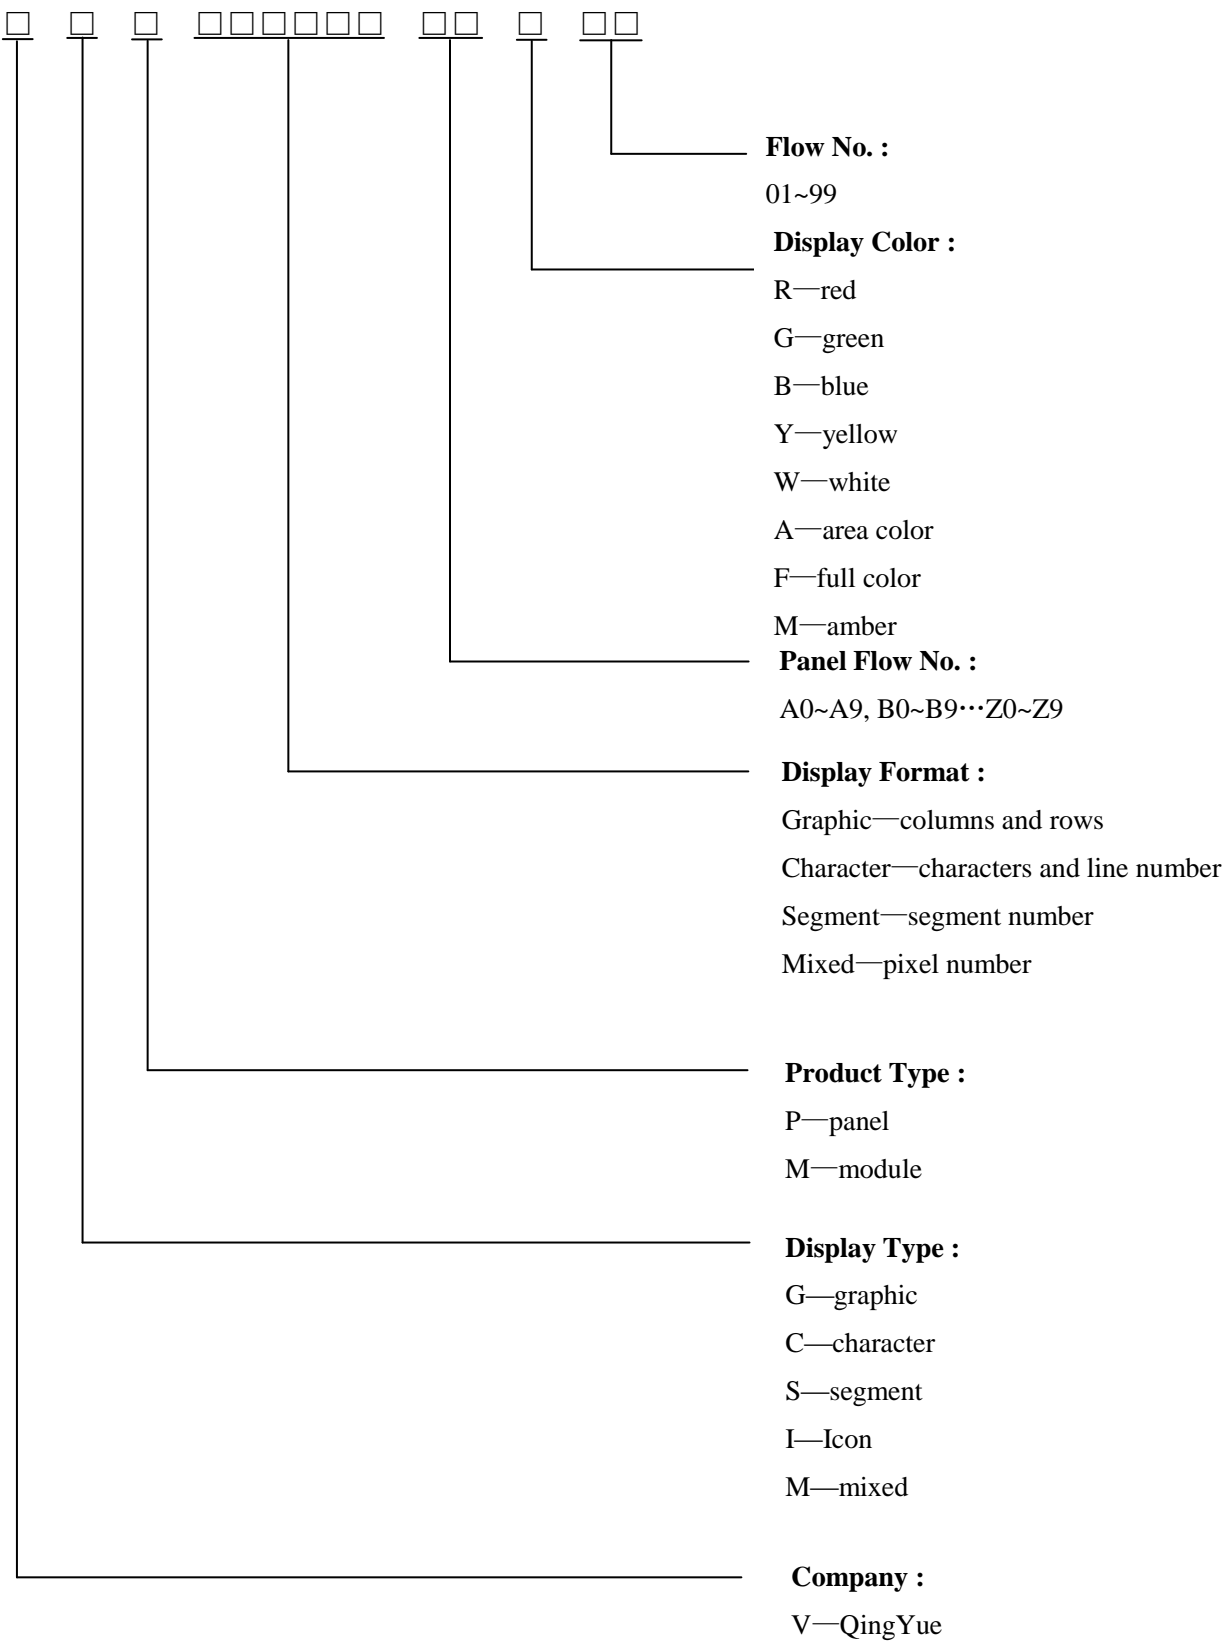 □ □ □ □□□□□□ □□ □ □□
Flow No. :
01~99
Display Color :
R—red
G—green
B—blue
Y—yellow
W—white
A—area color
F—full color
M—amber
Panel Flow No. :
A0~A9, B0~B9⋯Z0~Z9
Display Format :
Graphic—columns and rows
Character—characters and line number
Segment—segment number
Mixed—pixel number
Product Type :
P—panel
M—module
Display Type :
G—graphic
C—character
S—segment
I—Icon
M—mixed
Company :
V—QingYue